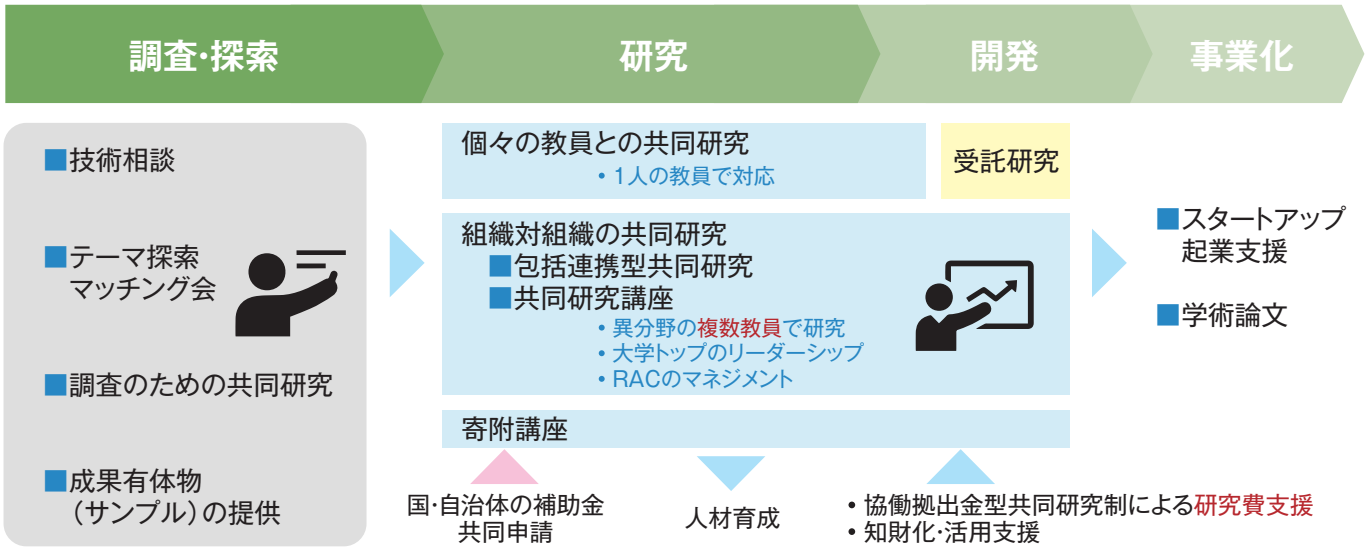 調査・探索
研究
開発
事業化
■技術相談
■テーマ探索
マッチング会
■調査のための共同研究
■成果有体物
（サンプル）の提供
個々の教員との共同研究
・1人の教員で対応
受託研究
組織対組織の共同研究
■包括連携型共同研究
■共同研究講座
・異分野の複数教員で研究
・大学トップのリーダーシップ
・RACのマネジメント
寄附講座
国・自治体の補助金
共同申請
人材育成
・協働拠出金型共同研究制による研究費支援
・知財化・活用支援
■スタートアップ
起業支援
■学術論文